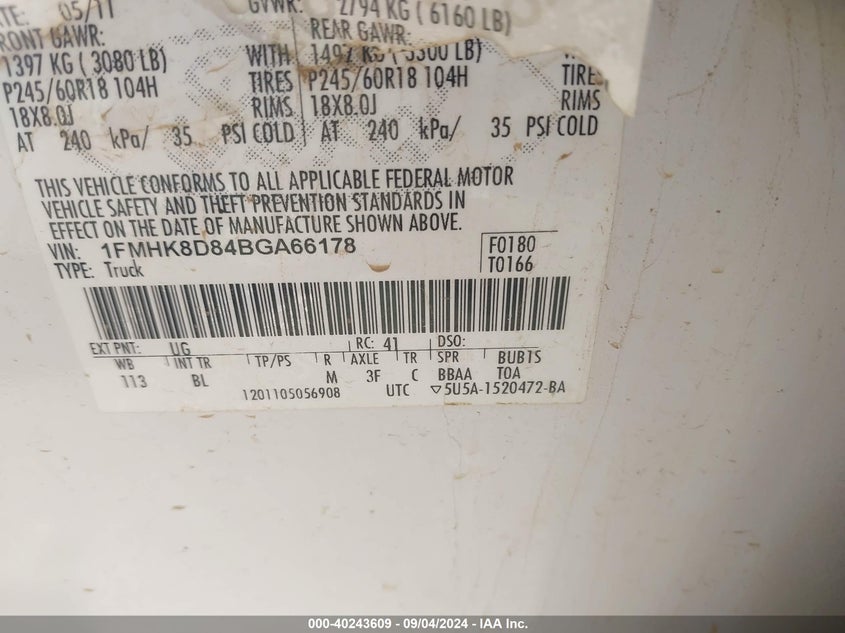 ATE: 05/11 GVWR: 2794 KG ( 6160 LB)
FRONT GAWR: REAR GAWR:
1397 KG ( 3080 LB) WITH 1497 KG ( 3300 LB)
P245/60R18 104H TIRES P245/60R18 104H TIRES
18X8.0J RIMS 18X8.0J RIMS
AT 240 kPa/ 35 PSI COLD AT 240 kPa/ 35 PSI COLD
THIS VEHICLE CONFORMS TO ALL APPLICABLE FEDERAL MOTOR
VEHICLE SAFETY AND THEFT PREVENTION STANDARDS IN
EFFECT ON THE DATE OF MANUFACTURE SHOWN ABOVE.
VIN: 1FMHK8D84BGA66178 F0180
TYPE: Truck T0166
EXT PNT: UG RC: 41 DSO:
WB INT TR TP/PS R AXLE TR SPR BUBTS
113 BL M 3F C BBAA TOA
1201105056908 UTC ▽5U5A-1520472-BA
000-40243609 - 09/04/2024 - IAA Inc.